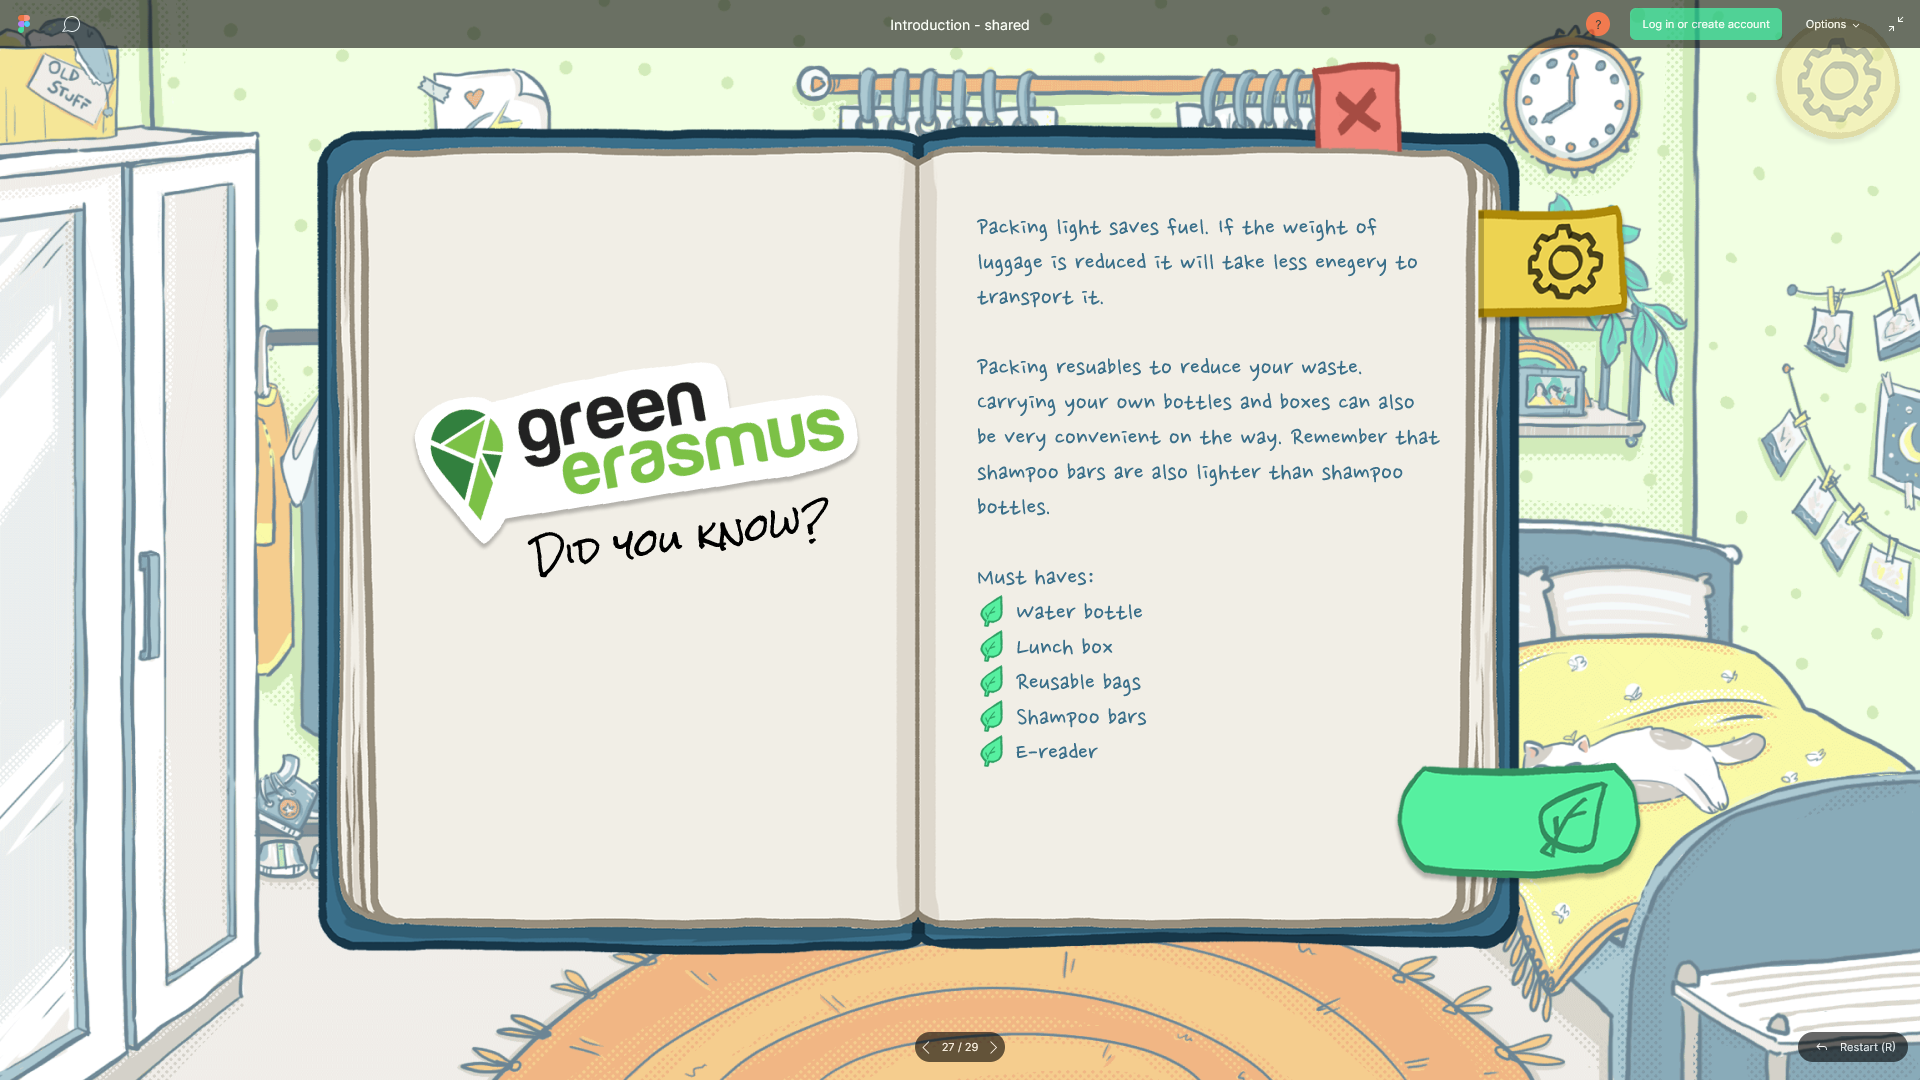 Introduction - shared
?
Log in or create account
Options
OLD
STUFF
green
erasmus
DID YOU KNOW?
Packing light saves fuel. If the weight of
luggage is reduced it will take less enegery to
transport it.
Packing resuables to reduce your waste.
Carrying your own bottles and boxes can also
be very convenient on the way. Remember that
shampoo bars are also lighter than shampoo
bottles.
Must haves:
Water bottle
Lunch box
Reusable bags
Shampoo bars
E-reader
27 / 29
Restart (R)